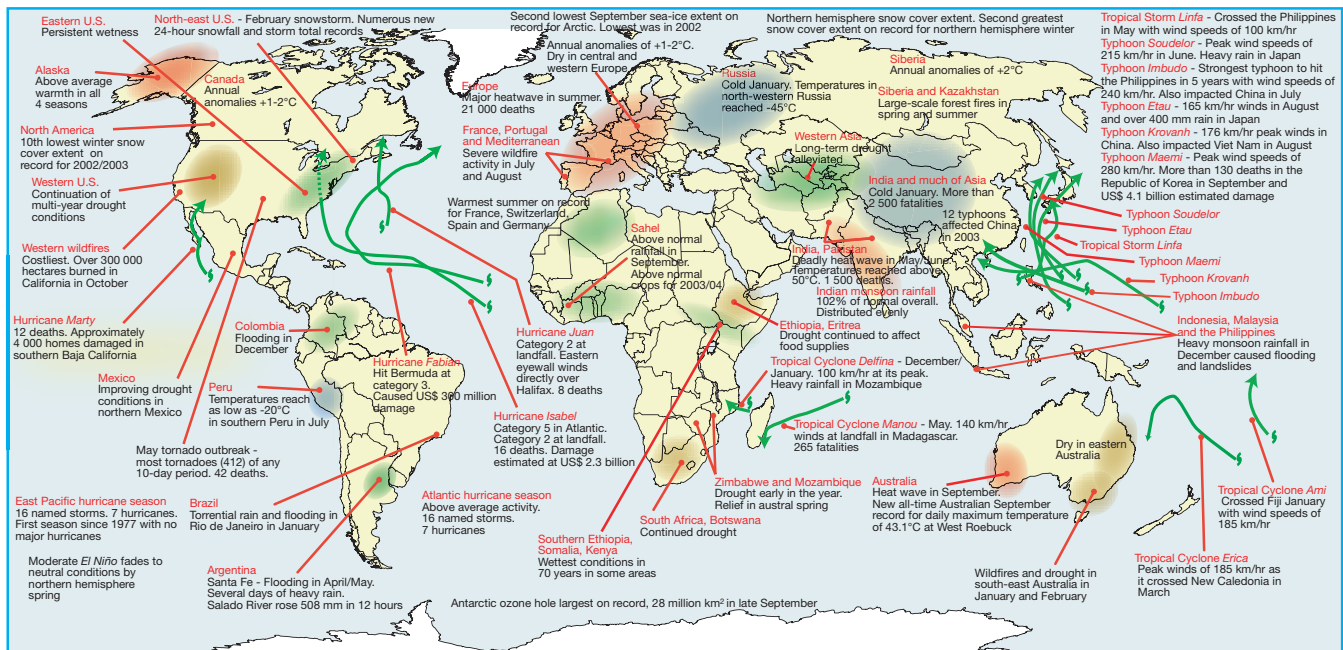 Eastern U.S.
Persistent wetness
North-east U.S. - February snowstorm. Numerous new
24-hour snowfall and storm total records
Second lowest September sea-ice extent on
record for Arctic. Lowest was in 2002
Northern hemisphere snow cover extent. Second greatest
snow cover extent on record for northern hemisphere winter
Tropical Storm Linfa - Crossed the Philippines
in May with wind speeds of 100 km/hr
Typhoon Soudelor - Peak wind speeds of
215 km/hr in June. Heavy rain in Japan
Typhoon Imbudo - Strongest typhoon to hit
the Philippines in 5 years with wind speeds of
240 km/hr. Also impacted China in July
Typhoon Etau - 165 km/hr winds in August
and over 400 mm rain in Japan
Typhoon Krovanh - 176 km/hr peak winds in
China. Also impacted Viet Nam in August
Typhoon Maemi - Peak wind speeds of
280 km/hr. More than 130 deaths in the
Republic of Korea in September and
US$ 4.1 billion estimated damage
Alaska
Above average
warmth in all
4 seasons
Canada
Annual
anomalies +1-2°C
Annual anomalies of +1-2°C.
Dry in central and
western Europe
Europe
Major heatwave in summer.
21 000 deaths
Russia
Cold January. Temperatures in
north-western Russia
reached -45°C
Siberia
Annual anomalies of +2°C
Siberia and Kazakhstan
Large-scale forest fires in
spring and summer
North America
10th lowest winter snow
cover extent on
record for 2002/2003
France, Portugal
and Mediterranean
Severe wildfire
activity in July
and August
Western Asia
Long-term drought
alleviated
Western U.S.
Continuation of
multi-year drought
conditions
India and much of Asia
Cold January. More than
2 500 fatalities
Warmest summer on record
for France, Switzerland,
Spain and Germany
12 typhoons
affected China
in 2003
Typhoon Soudelor
Typhoon Etau
Tropical Storm Linfa
Typhoon Maemi
Typhoon Krovanh
Typhoon Imbudo
Western wildfires
Costliest. Over 300 000
hectares burned in
California in October
Sahel
Above normal
rainfall in
September.
Above normal
crops for 2003/04
India, Pakistan
Deadly heat wave in May/June.
Temperatures reached above
50°C. 1 500 deaths.
Indian monsoon rainfall
102% of normal overall.
Distributed evenly
Hurricane Marty
12 deaths. Approximately
4 000 homes damaged in
southern Baja California
Colombia
Flooding in
December
Hurricane Juan
Category 2 at
landfall. Eastern
eyewall winds
directly over
Halifax. 8 deaths
Ethiopia, Eritrea
Drought continued to affect
food supplies
Indonesia, Malaysia
and the Philippines
Heavy monsoon rainfall in
December caused flooding
and landslides
Mexico
Improving drought
conditions in
northern Mexico
Peru
Temperatures reach
as low as -20°C
in southern Peru in July
Hurricane Fabian
Hit Bermuda at
category 3.
Caused US$ 300 million
damage
Tropical Cyclone Delfina - December/
January. 100 km/hr at its peak.
Heavy rainfall in Mozambique
Hurricane Isabel
Category 5 in Atlantic.
Category 2 at landfall.
16 deaths. Damage
estimated at US$ 2.3 billion
Tropical Cyclone Manou - May. 140 km/hr
winds at landfall in Madagascar.
265 fatalities
May tornado outbreak -
most tornadoes (412) of any
10-day period. 42 deaths.
Dry in eastern
Australia
East Pacific hurricane season
16 named storms. 7 hurricanes.
First season since 1977 with no
major hurricanes
Brazil
Torrential rain and flooding in
Rio de Janeiro in January
Atlantic hurricane season
Above average activity.
16 named storms.
7 hurricanes
Zimbabwe and Mozambique
Drought early in the year.
Relief in austral spring
Australia
Heat wave in September.
New all-time Australian September
record for daily maximum temperature
of 43.1°C at West Roebuck
Tropical Cyclone Ami
Crossed Fiji January
with wind speeds of
185 km/hr
South Africa, Botswana
Continued drought
Southern Ethiopia,
Somalia, Kenya
Wettest conditions in
70 years in some areas
Moderate El Niño fades to
neutral conditions by
northern hemisphere
spring
Argentina
Santa Fe - Flooding in April/May.
Several days of heavy rain.
Salado River rose 508 mm in 12 hours
Wildfires and drought in
south-east Australia in
January and February
Tropical Cyclone Erica
Peak winds of 185 km/hr as
it crossed New Caledonia in
March
Antarctic ozone hole largest on record, 28 million km² in late September